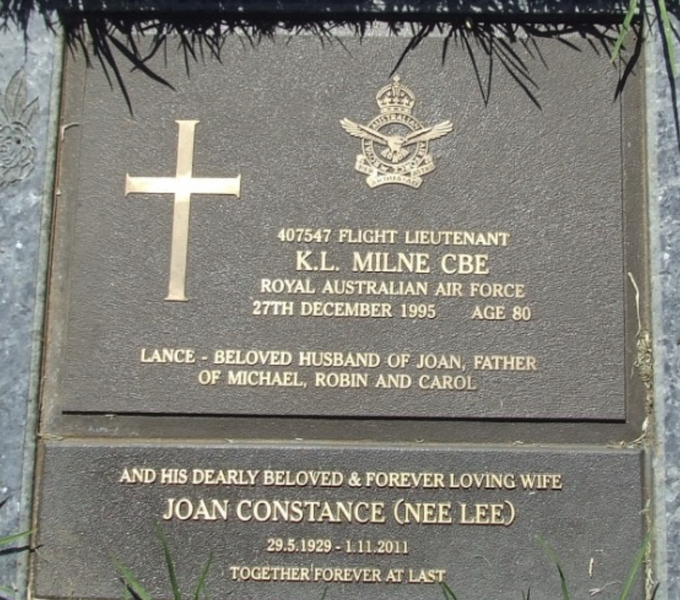 AUSTRALIAN
407547 FLIGHT LIEUTENANT
K.L. MILNE CBE
ROYAL AUSTRALIAN AIR FORCE
27TH DECEMBER 1995 AGE 80
LANCE - BELOVED HUSBAND OF JOAN, FATHER
OF MICHAEL, ROBIN AND CAROL
AND HIS DEARLY BELOVED & FOREVER LOVING WIFE
JOAN CONSTANCE (NEE LEE)
29.5.1929 - 1.11.2011
TOGETHER FOREVER AT LAST